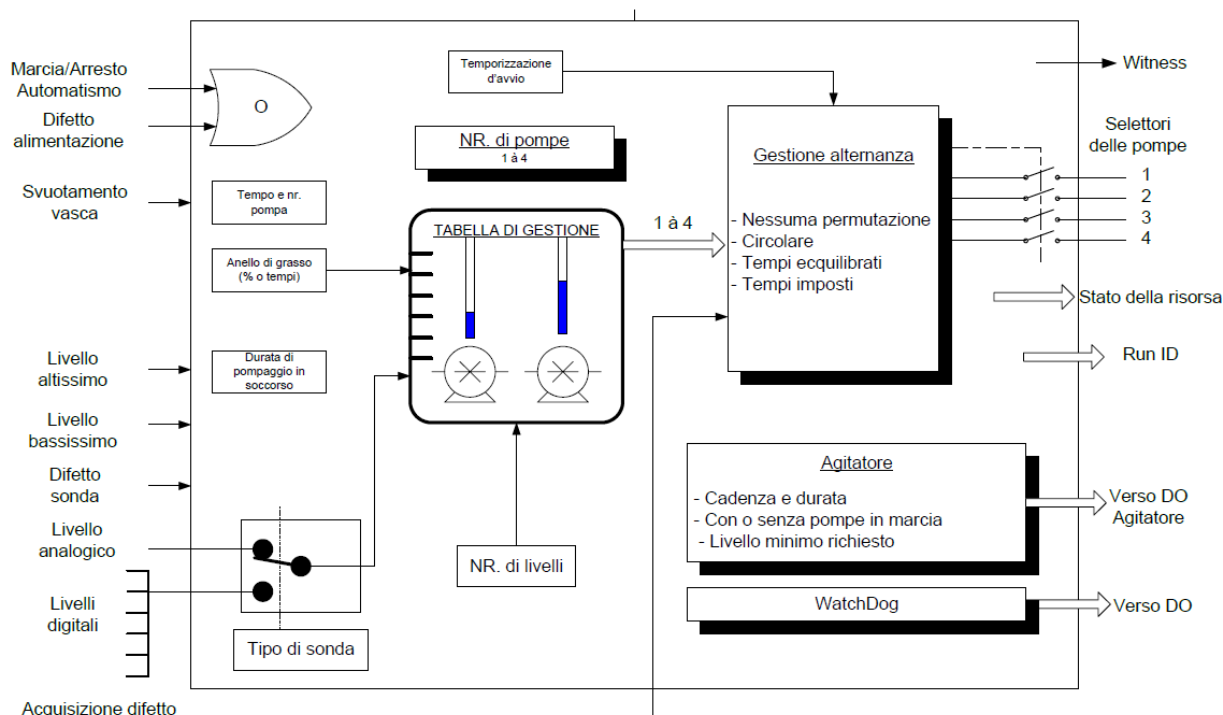 Marcia/Arresto
Automatismo
Difetto
alimentazione
Svuotamento
vasca
Livello
altissimo
Livello
bassissimo
Difetto
sonda
Livello
analogico
Livelli
digitali
Acquisizione difetto
O
Tempo e nr.
pompa
Anello di grasso
(% o tempi)
Durata di
pompaggio in
soccorso
Tipo di sonda
Temporizzazione
d'avvio
NR. di pompe
1 à 4
TABELLA DI GESTIONE
NR. di livelli
1 à 4
Gestione alternanza
- Nessuma permutazione
- Circolare
- Tempi ecquilibrati
- Tempi imposti
Agitatore
- Cadenza e durata
- Con o senza pompe in marcia
- Livello minimo richiesto
WatchDog
Witness
Selettori
delle pompe
1
2
3
4
Stato della risorsa
Run ID
Verso DO
Agitatore
Verso DO